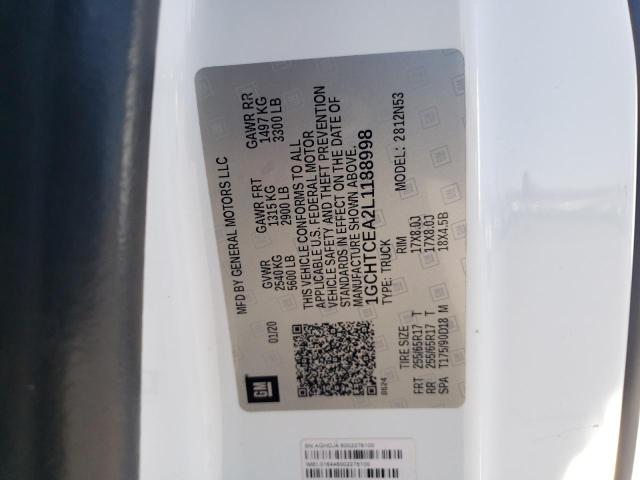 MFD BY GENERAL MOTORS LLC
01/20
GVWR
2540 KG
5600 LB
GAWR FRT
1315 KG
2900 LB
GAWR RR
1497 KG
3300 LB
THIS VEHICLE CONFORMS TO ALL
APPLICABLE U.S. FEDERAL MOTOR
VEHICLE SAFETY AND THEFT PREVENTION
STANDARDS IN EFFECT ON THE DATE OF
MANUFACTURE SHOWN ABOVE.
1GCHTCEA2L1188998
TYPE: TRUCK
MODEL: 2812N53
GM
8624
TIRE SIZE
RIM
FRT 255/65R17 T 17X8.0J
RR 255/65R17 T 17X8.0J
SPA T175/90D18 M 18X4.5B